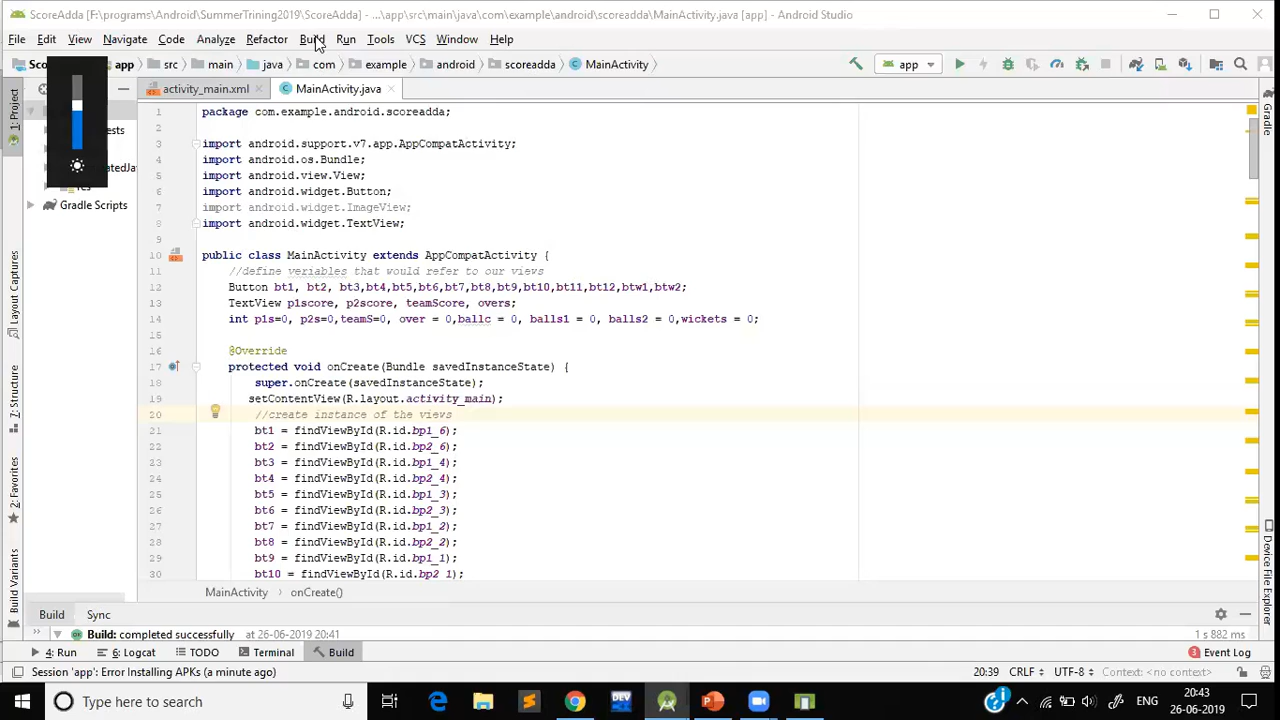 ScoreAdda [F:\programs\Android\SummerTrining2019\ScoreAdda] - ...\app\src\main\java\com\example\android\scoreadda\MainActivity.java [app] - Android Studio
File Edit View Navigate Code Analyze Refactor Build Run Tools VCS Window Help
app src main java com example android scoreadda MainActivity app
activity_main.xml MainActivity.java
1 package com.example.android.scoreadda;
2
3 import android.support.v7.app.AppCompatActivity;
4 import android.os.Bundle;
5 import android.view.View;
6 import android.widget.Button;
7 import android.widget.ImageView;
8 import android.widget.TextView;
9
10 public class MainActivity extends AppCompatActivity {
11 //define veriables that would refer to our views
12 Button bt1, bt2, bt3,bt4,bt5,bt6,bt7,bt8,bt9,bt10,bt11,bt12,btw1,btw2;
13 TextView p1score, p2score, teamScore, overs;
14 int p1s=0, p2s=0,teamS=0, over = 0,ballc = 0, balls1 = 0, balls2 = 0,wickets = 0;
15
16 @Override
17 protected void onCreate(Bundle savedInstanceState) {
18 super.onCreate(savedInstanceState);
19 setContentView(R.layout.activity_main);
20 //create instance of the views
21 bt1 = findViewById(R.id.bp1_6);
22 bt2 = findViewById(R.id.bp2_6);
23 bt3 = findViewById(R.id.bp1_4);
24 bt4 = findViewById(R.id.bp2_4);
25 bt5 = findViewById(R.id.bp1_3);
26 bt6 = findViewById(R.id.bp2_3);
27 bt7 = findViewById(R.id.bp1_2);
28 bt8 = findViewById(R.id.bp2_2);
29 bt9 = findViewById(R.id.bp1_1);
30 bt10 = findViewById(R.id.bp2_1);
1: Project
Layout Captures
7: Structure
2: Favorites
Build Variants
Gradle Scripts
Gradle
Device File Explorer
MainActivity onCreate()
Build Sync
Build: completed successfully at 26-06-2019 20:41 1 s 882 ms
4: Run 6: Logcat TODO Terminal Build 3 Event Log
Session 'app': Error Installing APKs (a minute ago) 20:39 CRLF UTF-8 Context: <no context>
Type here to search DEV ENG 20:43
26-06-2019